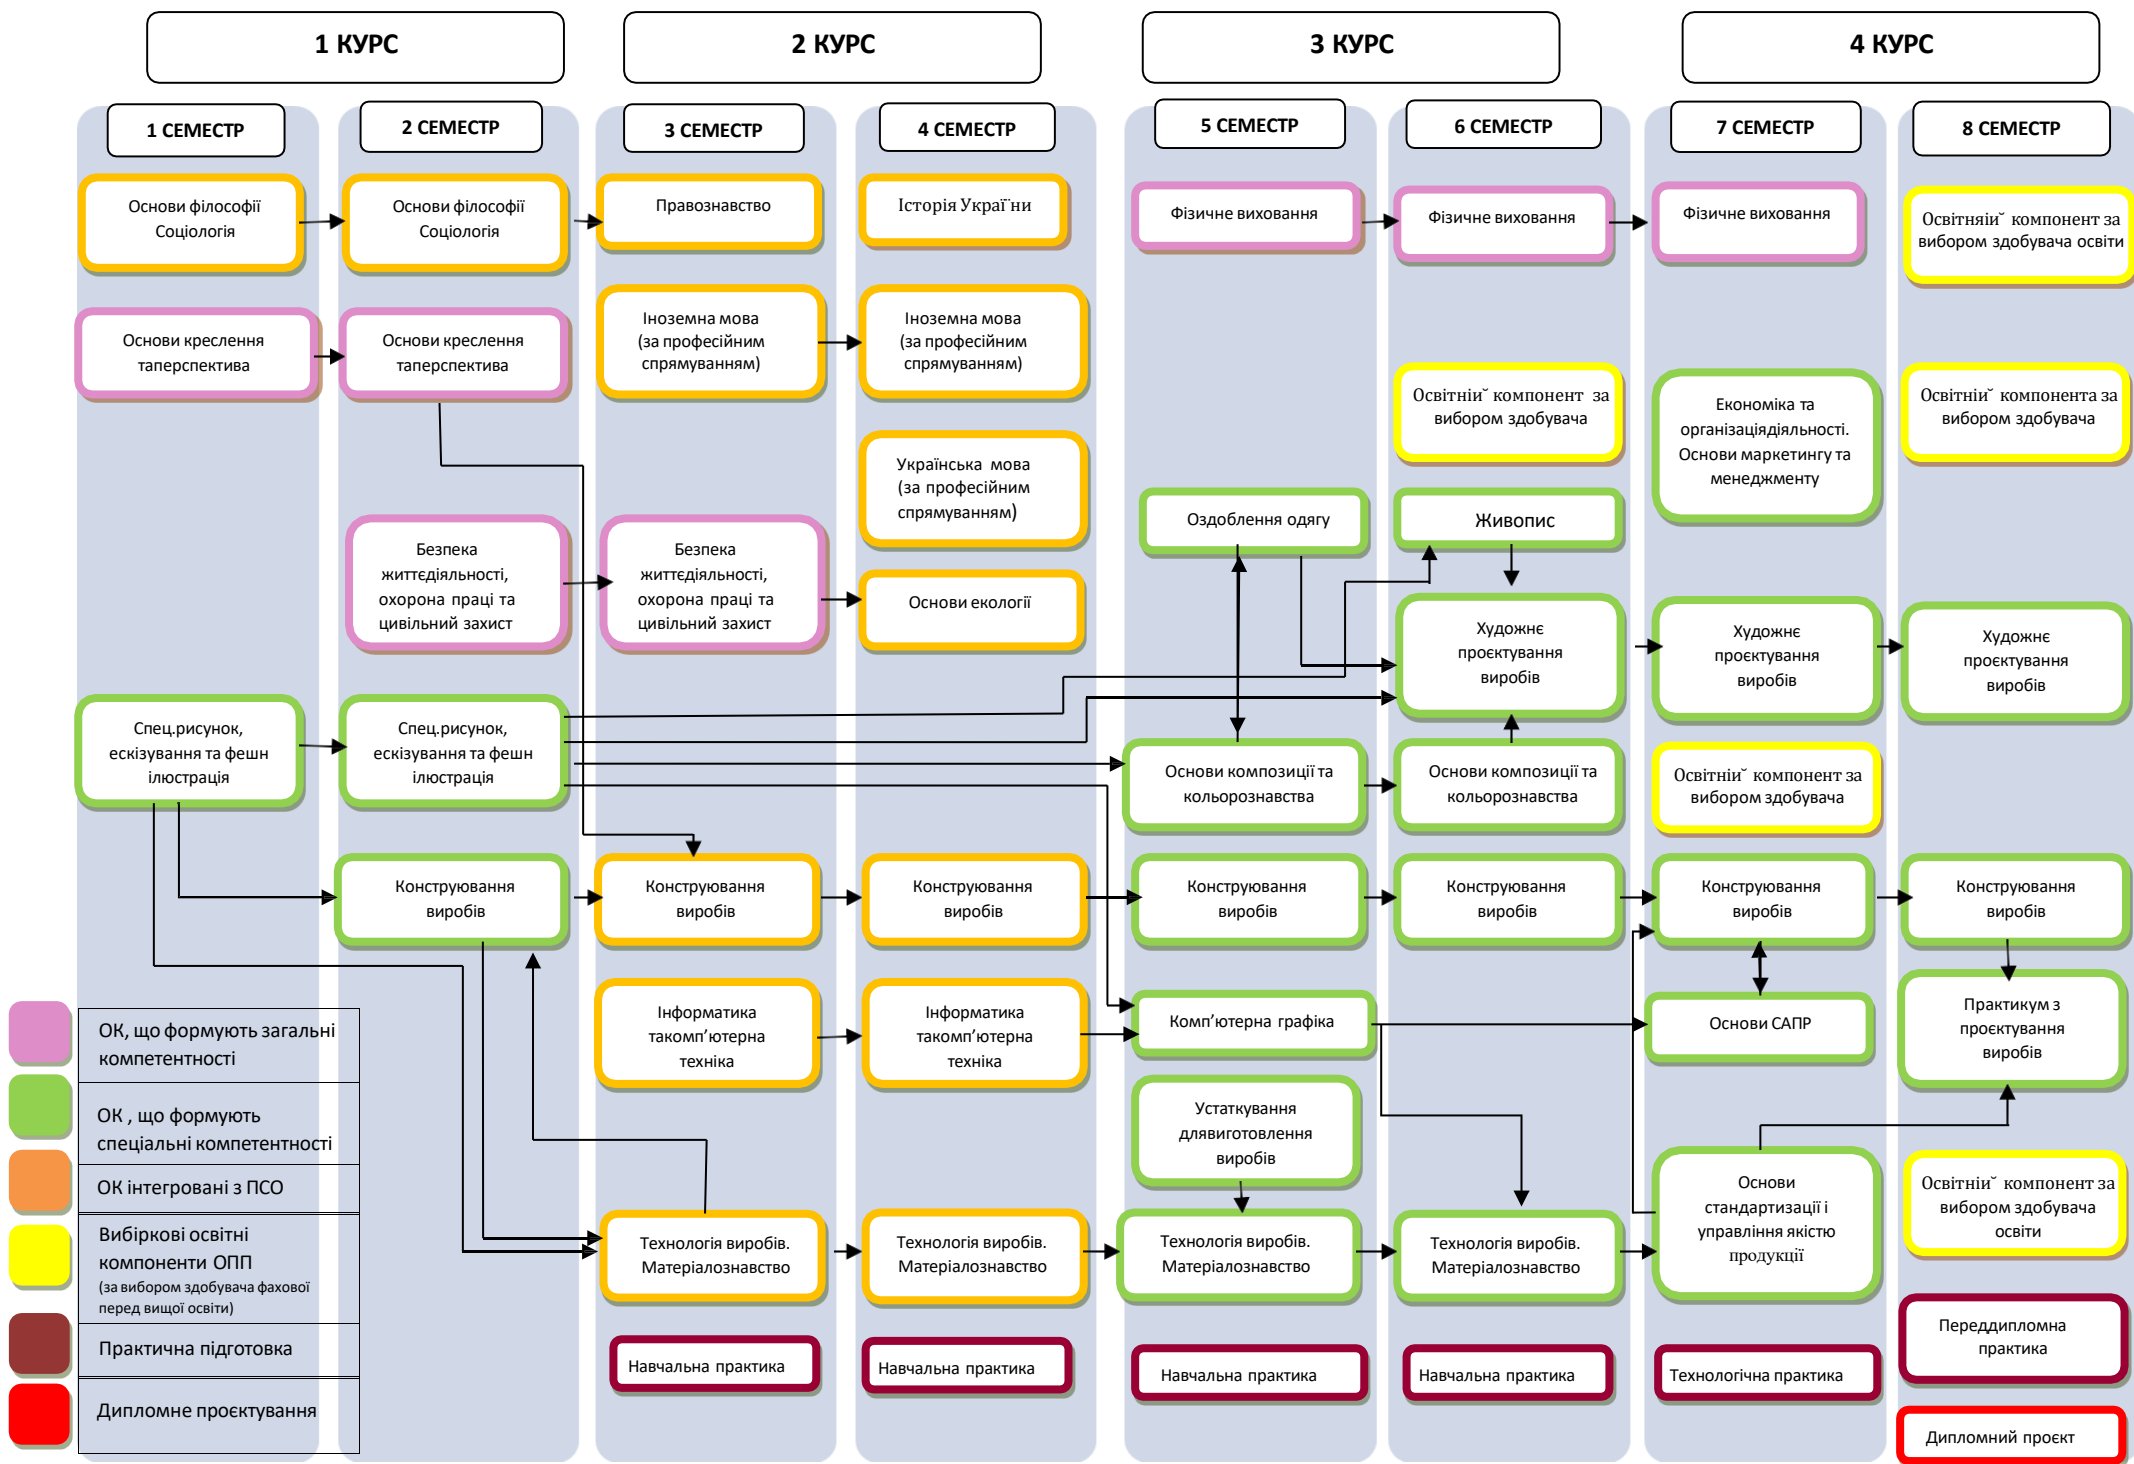 1 КУРС
2 КУРС
3 КУРС
4 КУРС
1 СЕМЕСТР
2 СЕМЕСТР
3 СЕМЕСТР
4 СЕМЕСТР
5 СЕМЕСТР
6 СЕМЕСТР
7 СЕМЕСТР
8 СЕМЕСТР
Основи філософії
Соціологія
Основи креслення
таперспектива
Спец.рисунок,
ескізування та фешн
ілюстрація
Основи філософії
Соціологія
Основи креслення
таперспектива
Безпека
життєдіяльності,
охорона праці та
цивільний захист
Спец.рисунок,
ескізування та фешн
ілюстрація
Конструювання
виробів
Правознавство
Іноземна мова
(за професійним
спрямуванням)
Безпека
життєдіяльності,
охорона праці та
цивільний захист
Конструювання
виробів
Інформатика
такомп’ютерна
техніка
Технологія виробів.
Матеріалознавство
Навчальна практика
Історія України
Іноземна мова
(за професійним
спрямуванням)
Українська мова
(за професійним
спрямуванням)
Основи екології
Конструювання
виробів
Інформатика
такомп’ютерна
техніка
Технологія виробів.
Матеріалознавство
Навчальна практика
Фізичне виховання
Оздоблення одягу
Основи композиції та
кольорознавства
Конструювання
виробів
Комп’ютерна графіка
Устаткування
длявиготовлення
виробів
Технологія виробів.
Матеріалознавство
Навчальна практика
Фізичне виховання
Освітній компонент за
вибором здобувача
Живопис
Художнє
проєктування
виробів
Основи композиції та
кольорознавства
Конструювання
виробів
Технологія виробів.
Матеріалознавство
Навчальна практика
Фізичне виховання
Економіка та
організаціядіяльності.
Основи маркетингу та
менеджменту
Художнє
проєктування
виробів
Освітній компонент за
вибором здобувача
Конструювання
виробів
Основи САПР
Основи
стандартизації і
управління якістю
продукції
Технологічна практика
Освітняій компонент за
вибором здобувача освіти
Освітній компонента за
вибором здобувача
Художнє
проєктування
виробів
Конструювання
виробів
Практикум з
проєктування
виробів
Освітній компонент за
вибором здобувача
освіти
Переддипломна
практика
Дипломний проєкт
ОК, що формують загальні
компетентності
ОК , що формують
спеціальні компетентності
ОК інтегровані з ПСО
Вибіркові освітні
компоненти ОПП
(за вибором здобувача фахової
перед вищої освіти)
Практична підготовка
Дипломне проєктування